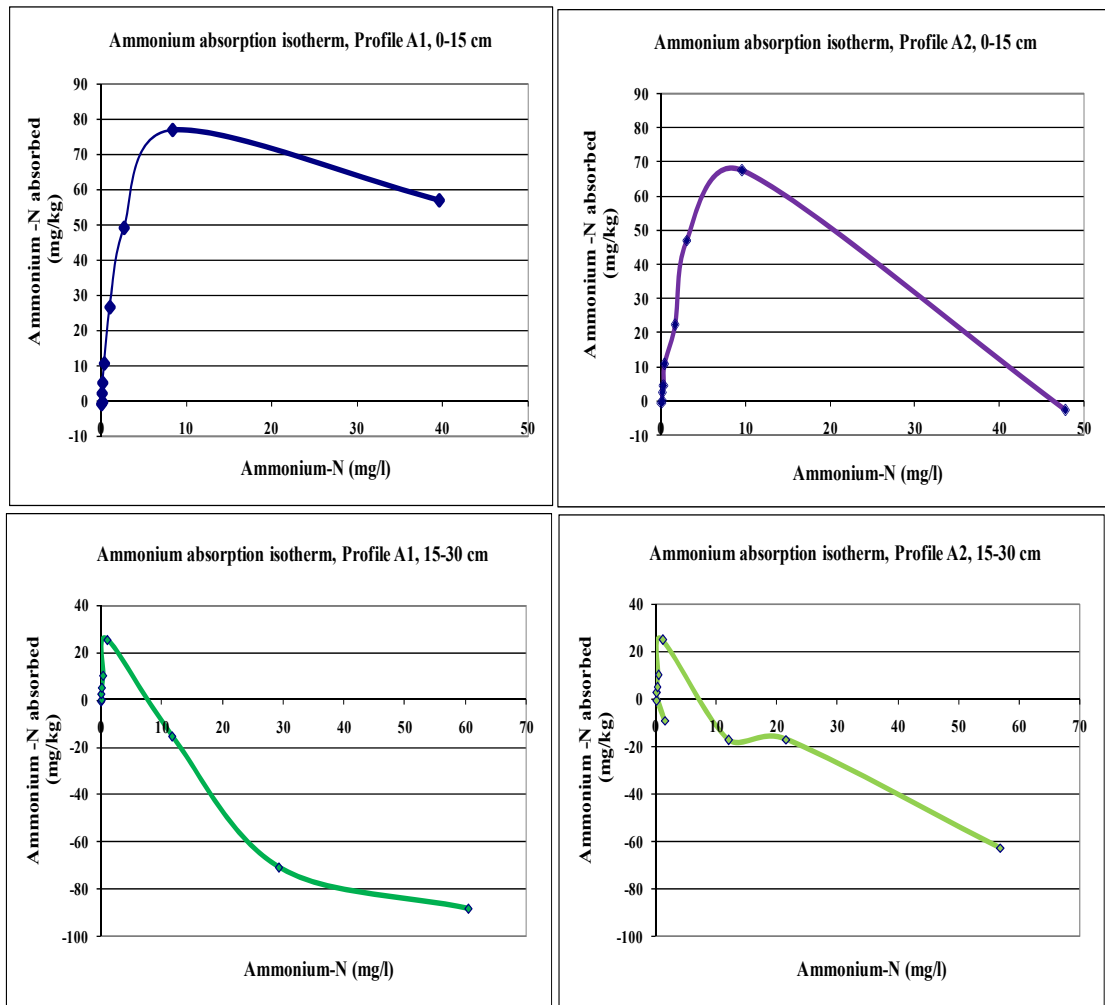 Ammonium absorption isotherm, Profile A1, 0-15 cm
90
80
70
60
50
40
30
20
10
0
-10
0 10 20 30 40 50
Ammonium -N absorbed
(mg/kg)
Ammonium-N (mg/l)
Ammonium absorption isotherm, Profile A2, 0-15 cm
90
80
70
60
50
40
30
20
10
0
-10
0 10 20 30 40 50
Ammonium -N absorbed
(mg/kg)
Ammonium-N (mg/l)
Ammonium absorption isotherm, Profile A1, 15-30 cm
40
20
0
-20
-40
-60
-80
-100
0 10 20 30 40 50 60 70
Ammonium -N absorbed
(mg/kg)
Ammonium-N (mg/l)
Ammonium absorption isotherm, Profile A2, 15-30 cm
40
20
0
-20
-40
-60
-80
-100
0 10 20 30 40 50 60 70
Ammonium -N absorbed
(mg/kg)
Ammonium-N (mg/l)